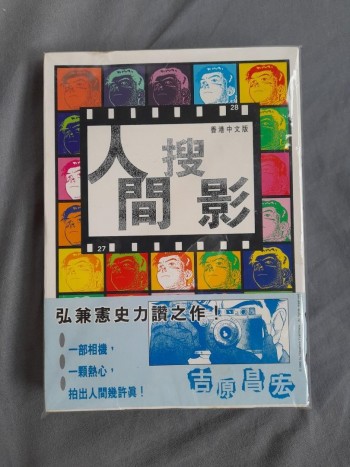 28
香港中文版
人間搜影
27
弘兼憲史力讚之作！
一部相機，
一顆熱心，
拍出人間幾許真！
吉原昌宏